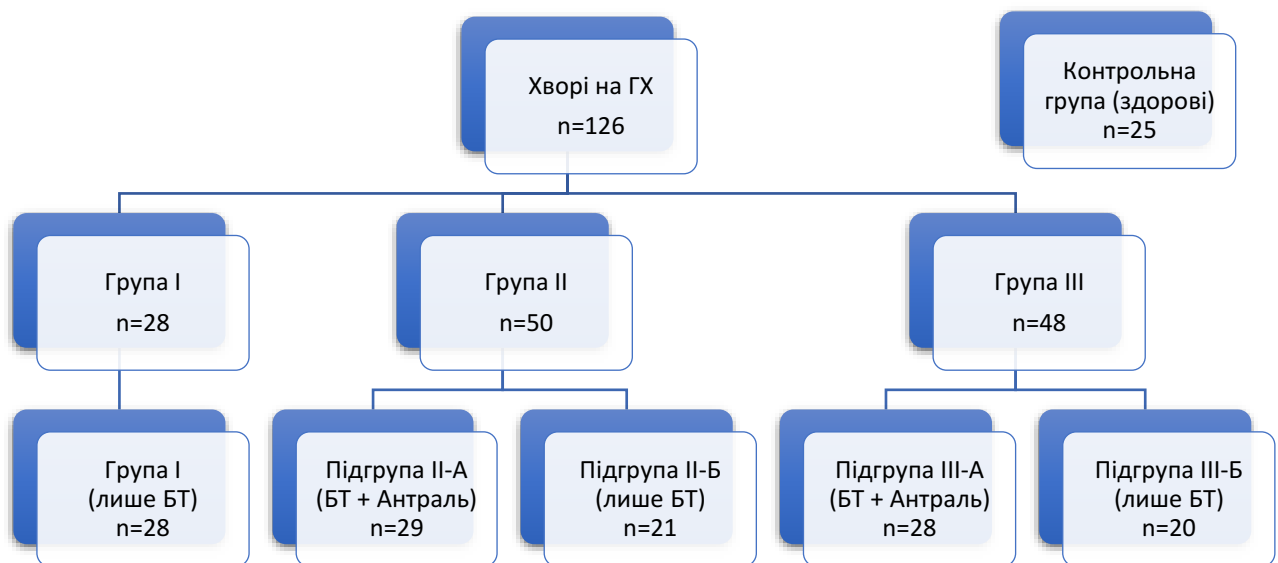 Хворі на ГХ
n=126
Контрольна
група (здорові)
n=25
Група I
n=28
Група II
n=50
Група III
n=48
Група I
(лише БТ)
n=28
Підгрупа II-А
(БТ + Антраль)
n=29
Підгрупа II-Б
(лише БТ)
n=21
Підгрупа III-А
(БТ + Антраль)
n=28
Підгрупа III-Б
(лише БТ)
n=20